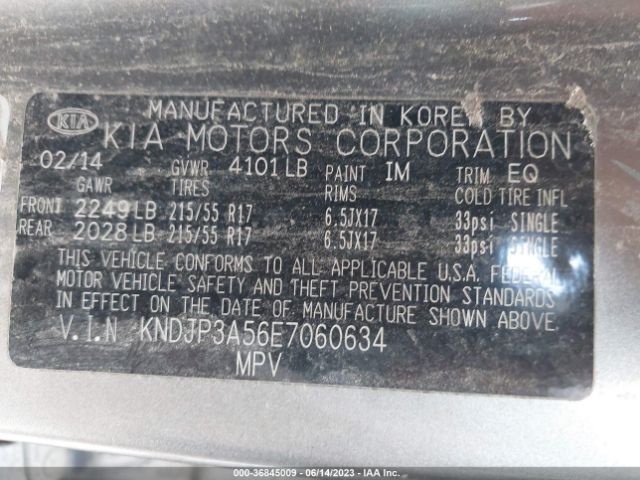 MANUFACTURED IN KOREA BY
KIA KIA MOTORS CORPORATION
02/14 GVWR 4101 LB PAINT IM TRIM EQ
GAWR TIRES RIMS COLD TIRE INFL
FRONT 2249 LB 215/55 R17 6.5JX17 33psi SINGLE
REAR 2028 LB 215/55 R17 6.5JX17 33psi SINGLE
THIS VEHICLE CONFORMS TO ALL APPLICABLE U.S.A. FEDERAL
MOTOR VEHICLE SAFETY AND THEFT PREVENTION STANDARDS
IN EFFECT ON THE DATE OF MANUFACTURE SHOWN ABOVE.
V.I.N KNDJP3A56E7060634
MPV
000-36845009 - 06/14/2023 - IAA Inc.